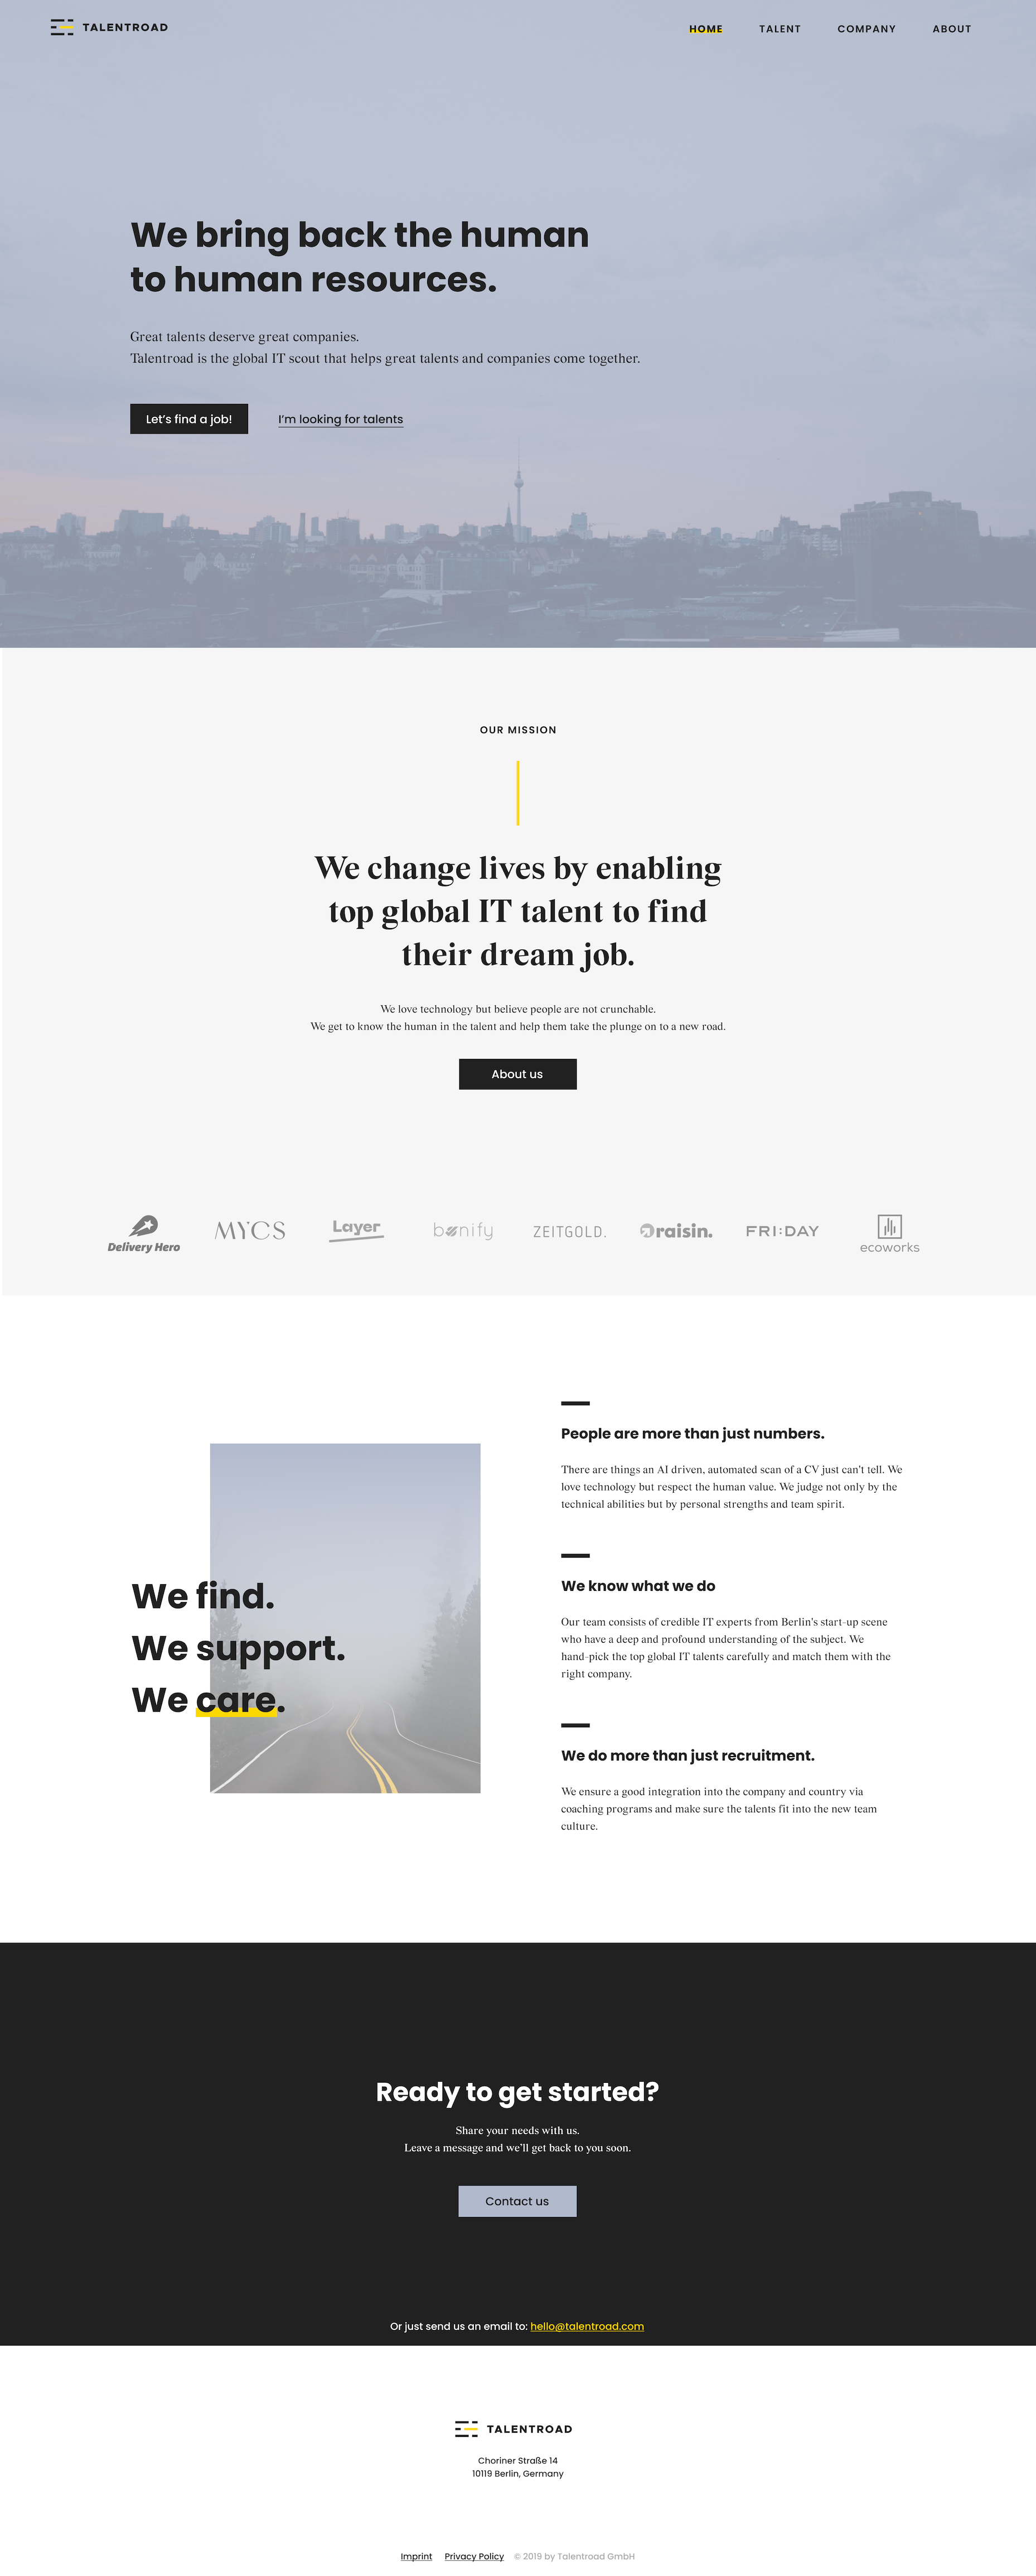 TALENTROAD
HOME TALENT COMPANY ABOUT
We bring back the human
to human resources.
Great talents deserve great companies.
Talentroad is the global IT scout that helps great talents and companies come together.
Let's find a job! I'm looking for talents
OUR MISSION
We change lives by enabling
top global IT talent to find
their dream job.
We love technology but believe people are not crunchable.
We get to know the human in the talent and help them take the plunge on to a new road.
About us
Delivery Hero MYCS Layer bonify ZEITGOLD. raisin. FRI:DAY ecoworks
We find.
We support.
We care.
People are more than just numbers.
There are things an AI driven, automated scan of a CV just can't tell. We
love technology but respect the human value. We judge not only by the
technical abilities but by personal strengths and team spirit.
We know what we do
Our team consists of credible IT experts from Berlin's start-up scene
who have a deep and profound understanding of the subject. We
hand-pick the top global IT talents carefully and match them with the
right company.
We do more than just recruitment.
We ensure a good integration into the company and country via
coaching programs and make sure the talents fit into the new team
culture.
Ready to get started?
Share your needs with us.
Leave a message and we'll get back to you soon.
Contact us
Or just send us an email to: hello@talentroad.com
TALENTROAD
Choriner Straße 14
10119 Berlin, Germany
Imprint Privacy Policy © 2019 by Talentroad GmbH